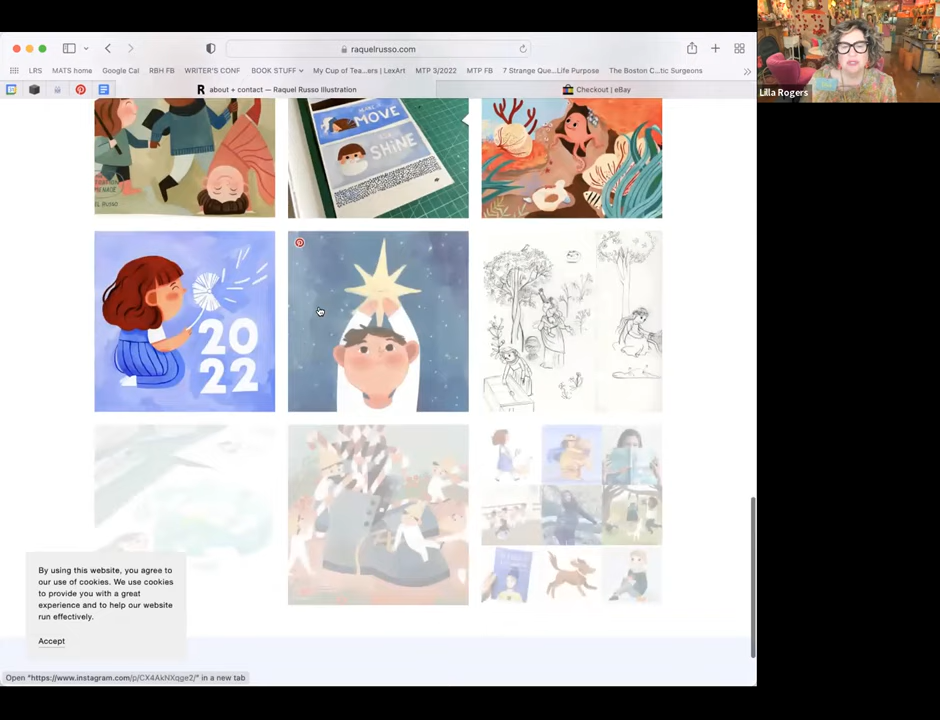 raquelrusso.com
LRS MATS home Google Cal RBH FB WRITER'S CONF BOOK STUFF My Cup of Tea...ers | LexArt MTP 3/2022 MTP FB 7 Strange Que...Life Purpose The Boston C...tic Surgeons
R about + contact — Raquel Russo Illustration
Checkout | eBay
Lilla Rogers
EL RUSSO
MOVE
SHINE
2022
By using this website, you agree to
our use of cookies. We use cookies
to provide you with a great
experience and to help our website
run effectively.
Accept
Open "https://www.instagram.com/p/CX4AkNXqge2/" in a new tab